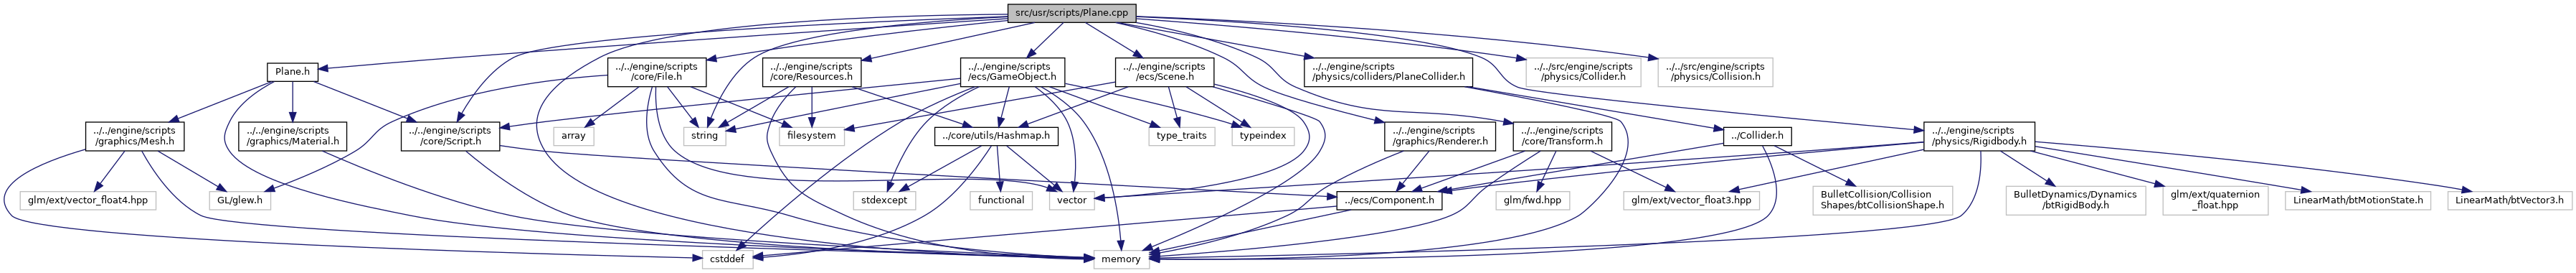 src/usr/scripts/Plane.cpp
Plane.h
../../engine/scripts
/core/File.h
../../engine/scripts
/core/Resources.h
../../engine/scripts
/ecs/GameObject.h
../../engine/scripts
/ecs/Scene.h
../../engine/scripts
/physics/colliders/PlaneCollider.h
../../src/engine/scripts
/physics/Collider.h
../../src/engine/scripts
/physics/Collision.h
../../engine/scripts
/graphics/Mesh.h
../../engine/scripts
/graphics/Material.h
../../engine/scripts
/core/Script.h
array
string
filesystem
../core/utils/Hashmap.h
type_traits
typeindex
../../engine/scripts
/graphics/Renderer.h
../../engine/scripts
/core/Transform.h
../Collider.h
../../engine/scripts
/physics/Rigidbody.h
glm/ext/vector_float4.hpp
GL/glew.h
stdexcept
functional
vector
../ecs/Component.h
glm/fwd.hpp
glm/ext/vector_float3.hpp
BulletCollision/Collision
Shapes/btCollisionShape.h
BulletDynamics/Dynamics
/btRigidBody.h
glm/ext/quaternion
_float.hpp
LinearMath/btMotionState.h
LinearMath/btVector3.h
cstddef
memory